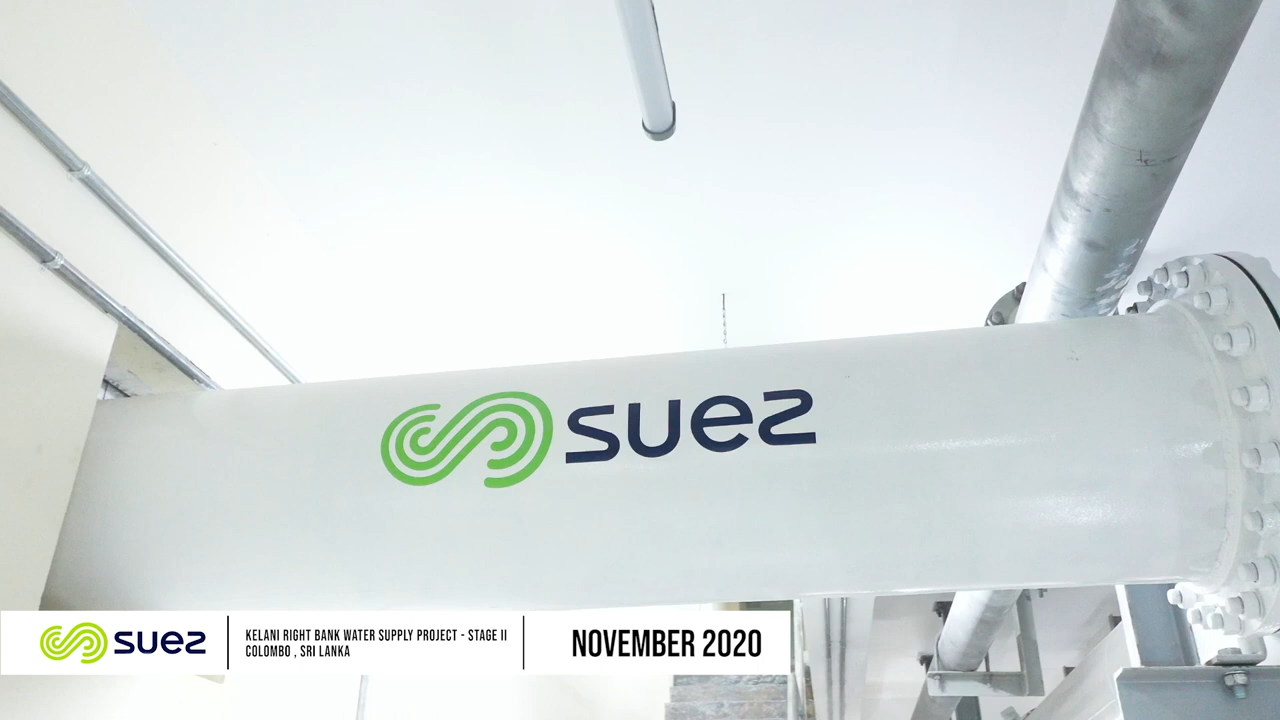 suez
suez
KELANI RIGHT BANK WATER SUPPLY PROJECT - STAGE II
COLOMBO , SRI LANKA
NOVEMBER 2020